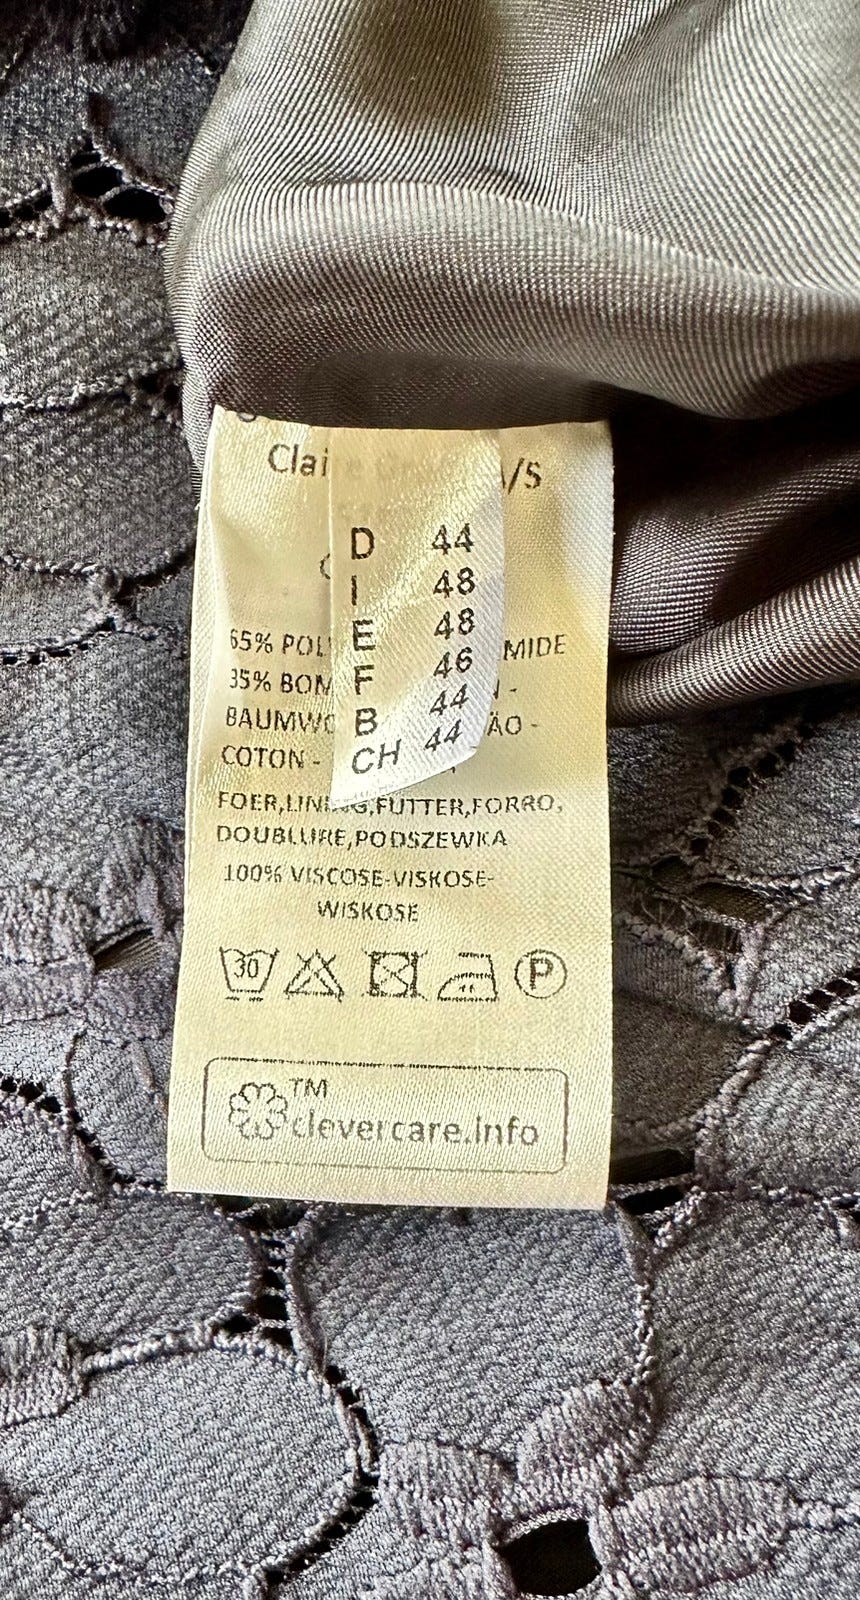 A/S
D 44
I 48
E 48
F 46
B 44
CH 44
65% POL MIDE
35% BOM
BAUMWO ÃO -
COTON -
FOER,LINING,FUTTER,FORRO,
DOUBLURE,PODSZEWKA
100% VISCOSE-VISKOSE-
WISKOSE
30
P
TM
clevercare.info